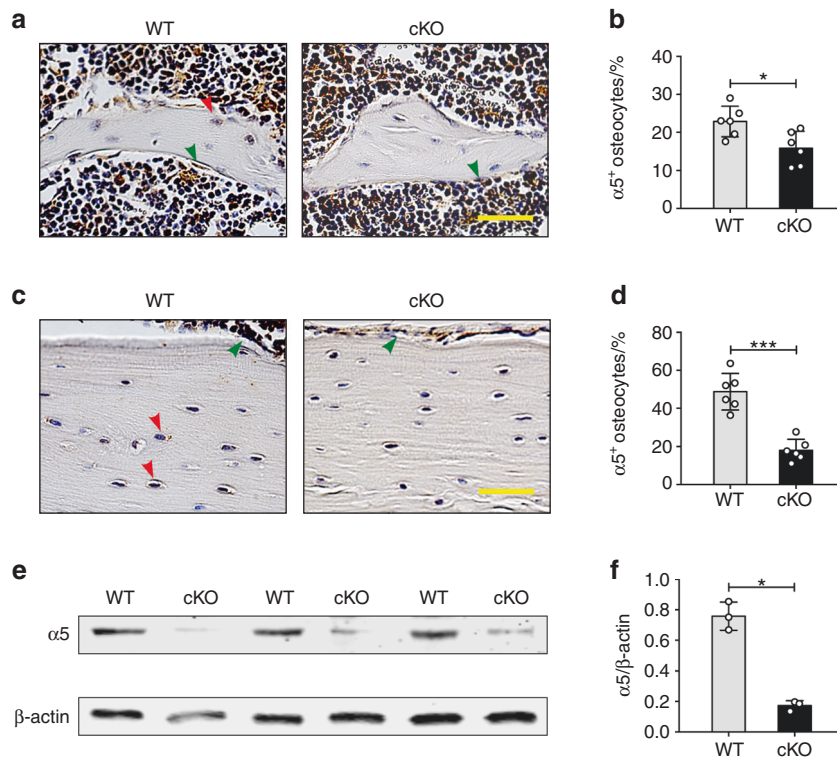 a
WT
cKO
b
α5+ osteocytes/%
40
30
20
10
0
*
WT
cKO
c
WT
cKO
d
α5+ osteocytes/%
80
60
40
20
0
***
WT
cKO
e
WT cKO WT cKO WT cKO
α5
β-actin
f
α5/β-actin
1.0
0.8
0.6
0.4
0.2
0.0
*
WT
cKO